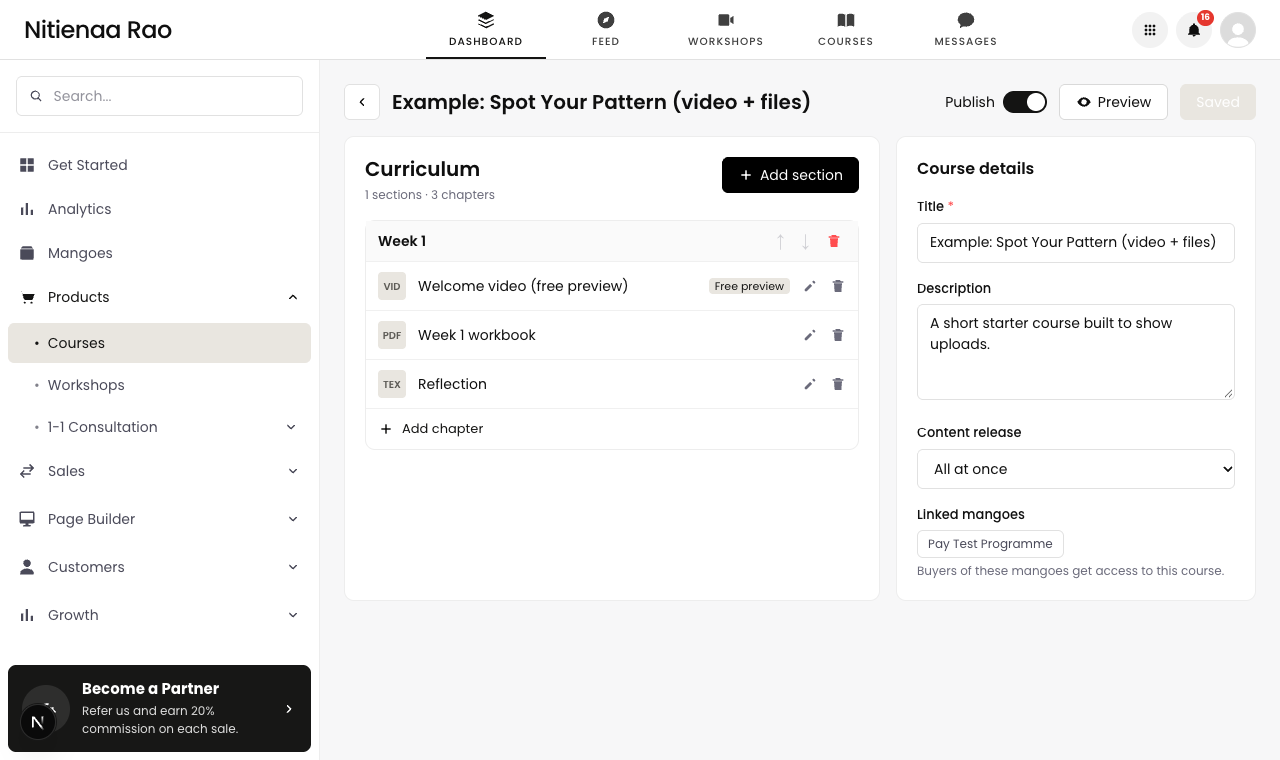 Nitienaa Rao
DASHBOARD
FEED
WORKSHOPS
COURSES
MESSAGES
16
Search...
Get Started
Analytics
Mangoes
Products
Courses
Workshops
1-1 Consultation
Sales
Page Builder
Customers
Growth
Become a Partner
Refer us and earn 20%
commission on each sale.
N
Example: Spot Your Pattern (video + files)
Publish
Preview
Saved
Curriculum
1 sections · 3 chapters
Add section
Week 1
VID
Welcome video (free preview)
Free preview
PDF
Week 1 workbook
TEX
Reflection
Add chapter
Course details
Title *
Example: Spot Your Pattern (video + files)
Description
A short starter course built to show
uploads.
Content release
All at once
Linked mangoes
Pay Test Programme
Buyers of these mangoes get access to this course.